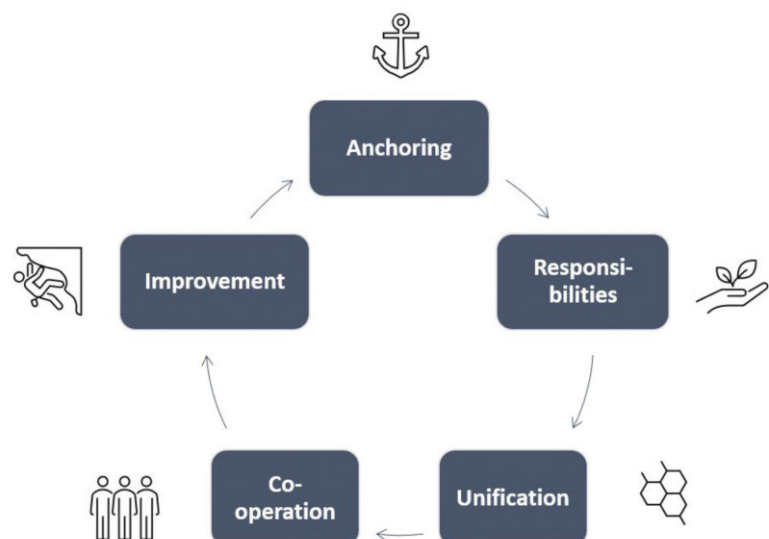 Anchoring
Responsi-
bilities
Unification
Co-
operation
Improvement